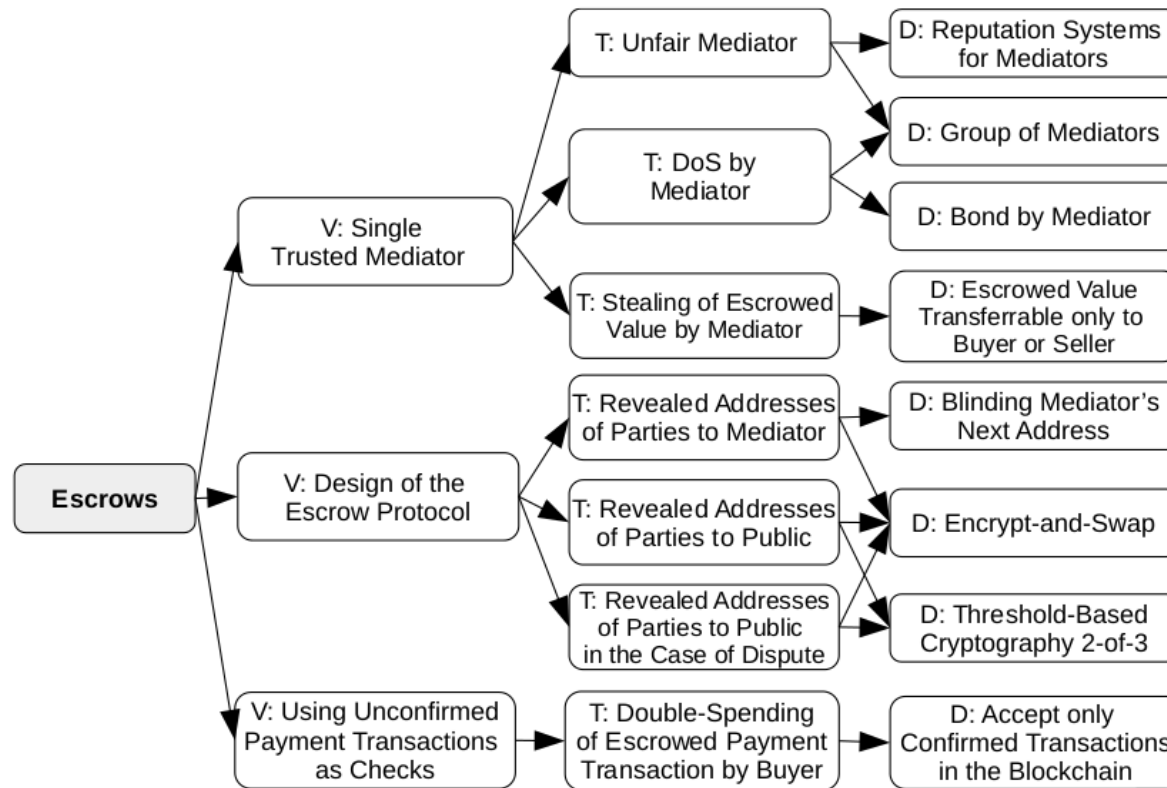 T: Unfair Mediator
D: Reputation Systems
for Mediators
D: Group of Mediators
T: DoS by
Mediator
D: Bond by Mediator
V: Single
Trusted Mediator
T: Stealing of Escrowed
Value by Mediator
D: Escrowed Value
Transferrable only to
Buyer or Seller
T: Revealed Addresses
of Parties to Mediator
D: Blinding Mediator’s
Next Address
Escrows
V: Design of the
Escrow Protocol
T: Revealed Addresses
of Parties to Public
D: Encrypt-and-Swap
T: Revealed Addresses
of Parties to Public
in the Case of Dispute
D: Threshold-Based
Cryptography 2-of-3
V: Using Unconfirmed
Payment Transactions
as Checks
T: Double-Spending
of Escrowed Payment
Transaction by Buyer
D: Accept only
Confirmed Transactions
in the Blockchain